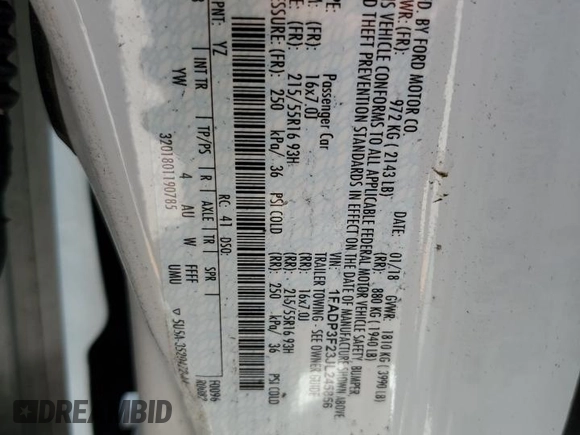 D. BY FORD MOTOR CO.
DATE: 01/18
GVWR: 1810 KG ( 3990 LB)
WR: (FR) 972 KG ( 2143 LB)
(RR) 880 KG ( 1940 LB)
VEHICLE CONFORMS TO ALL APPLICABLE FEDERAL MOTOR VEHICLE SAFETY, BUMPER
D THEFT PREVENTION STANDARDS IN EFFECT ON THE DATE OF MANUFACTURE SHOWN ABOVE
VIN:
Passenger Car
TRAILER TOWING - SEE OWNER
(FR) 16x7.0J
(RR) 16x7.0J
(FR): 215/55R16 93H
(RR): 215/55R16 93H
(FR) 250 kPa/ 36 PSI COLD
(RR) 250 kPa/ 36 PSI COLD
PNT: YZ
RC: 41 DSO:
INT TR TP/PS R AXLE TR SPR
YW 4 AU W FFFF UMU
3201801190785
DREAMBID